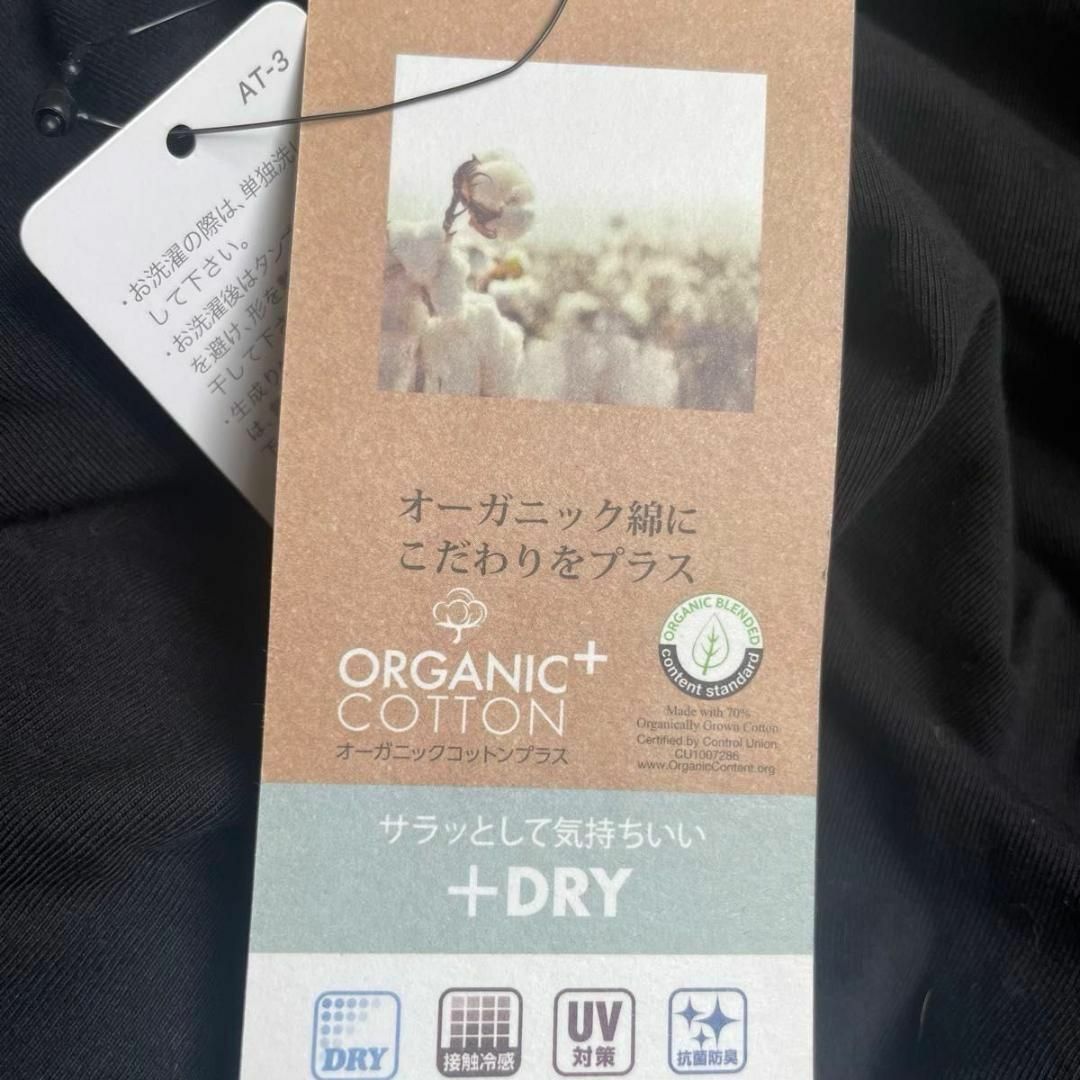 AT-3
・お洗濯の際は、単独洗い
して下さい。
・お洗濯後はタン
を避け、形を
干して下さ
・生成り
は、
オーガニック綿に
こだわりをプラス
ORGANIC+
COTTON
オーガニックコットンプラス
ORGANIC BLENDED
content standard
Made with 70%
Organically Grown Cotton
Certified by Control Union
CU1007286
www.OrganicContent.org
サラッとして気持ちいい
+DRY
DRY
接触冷感
UV
対策
抗菌防臭